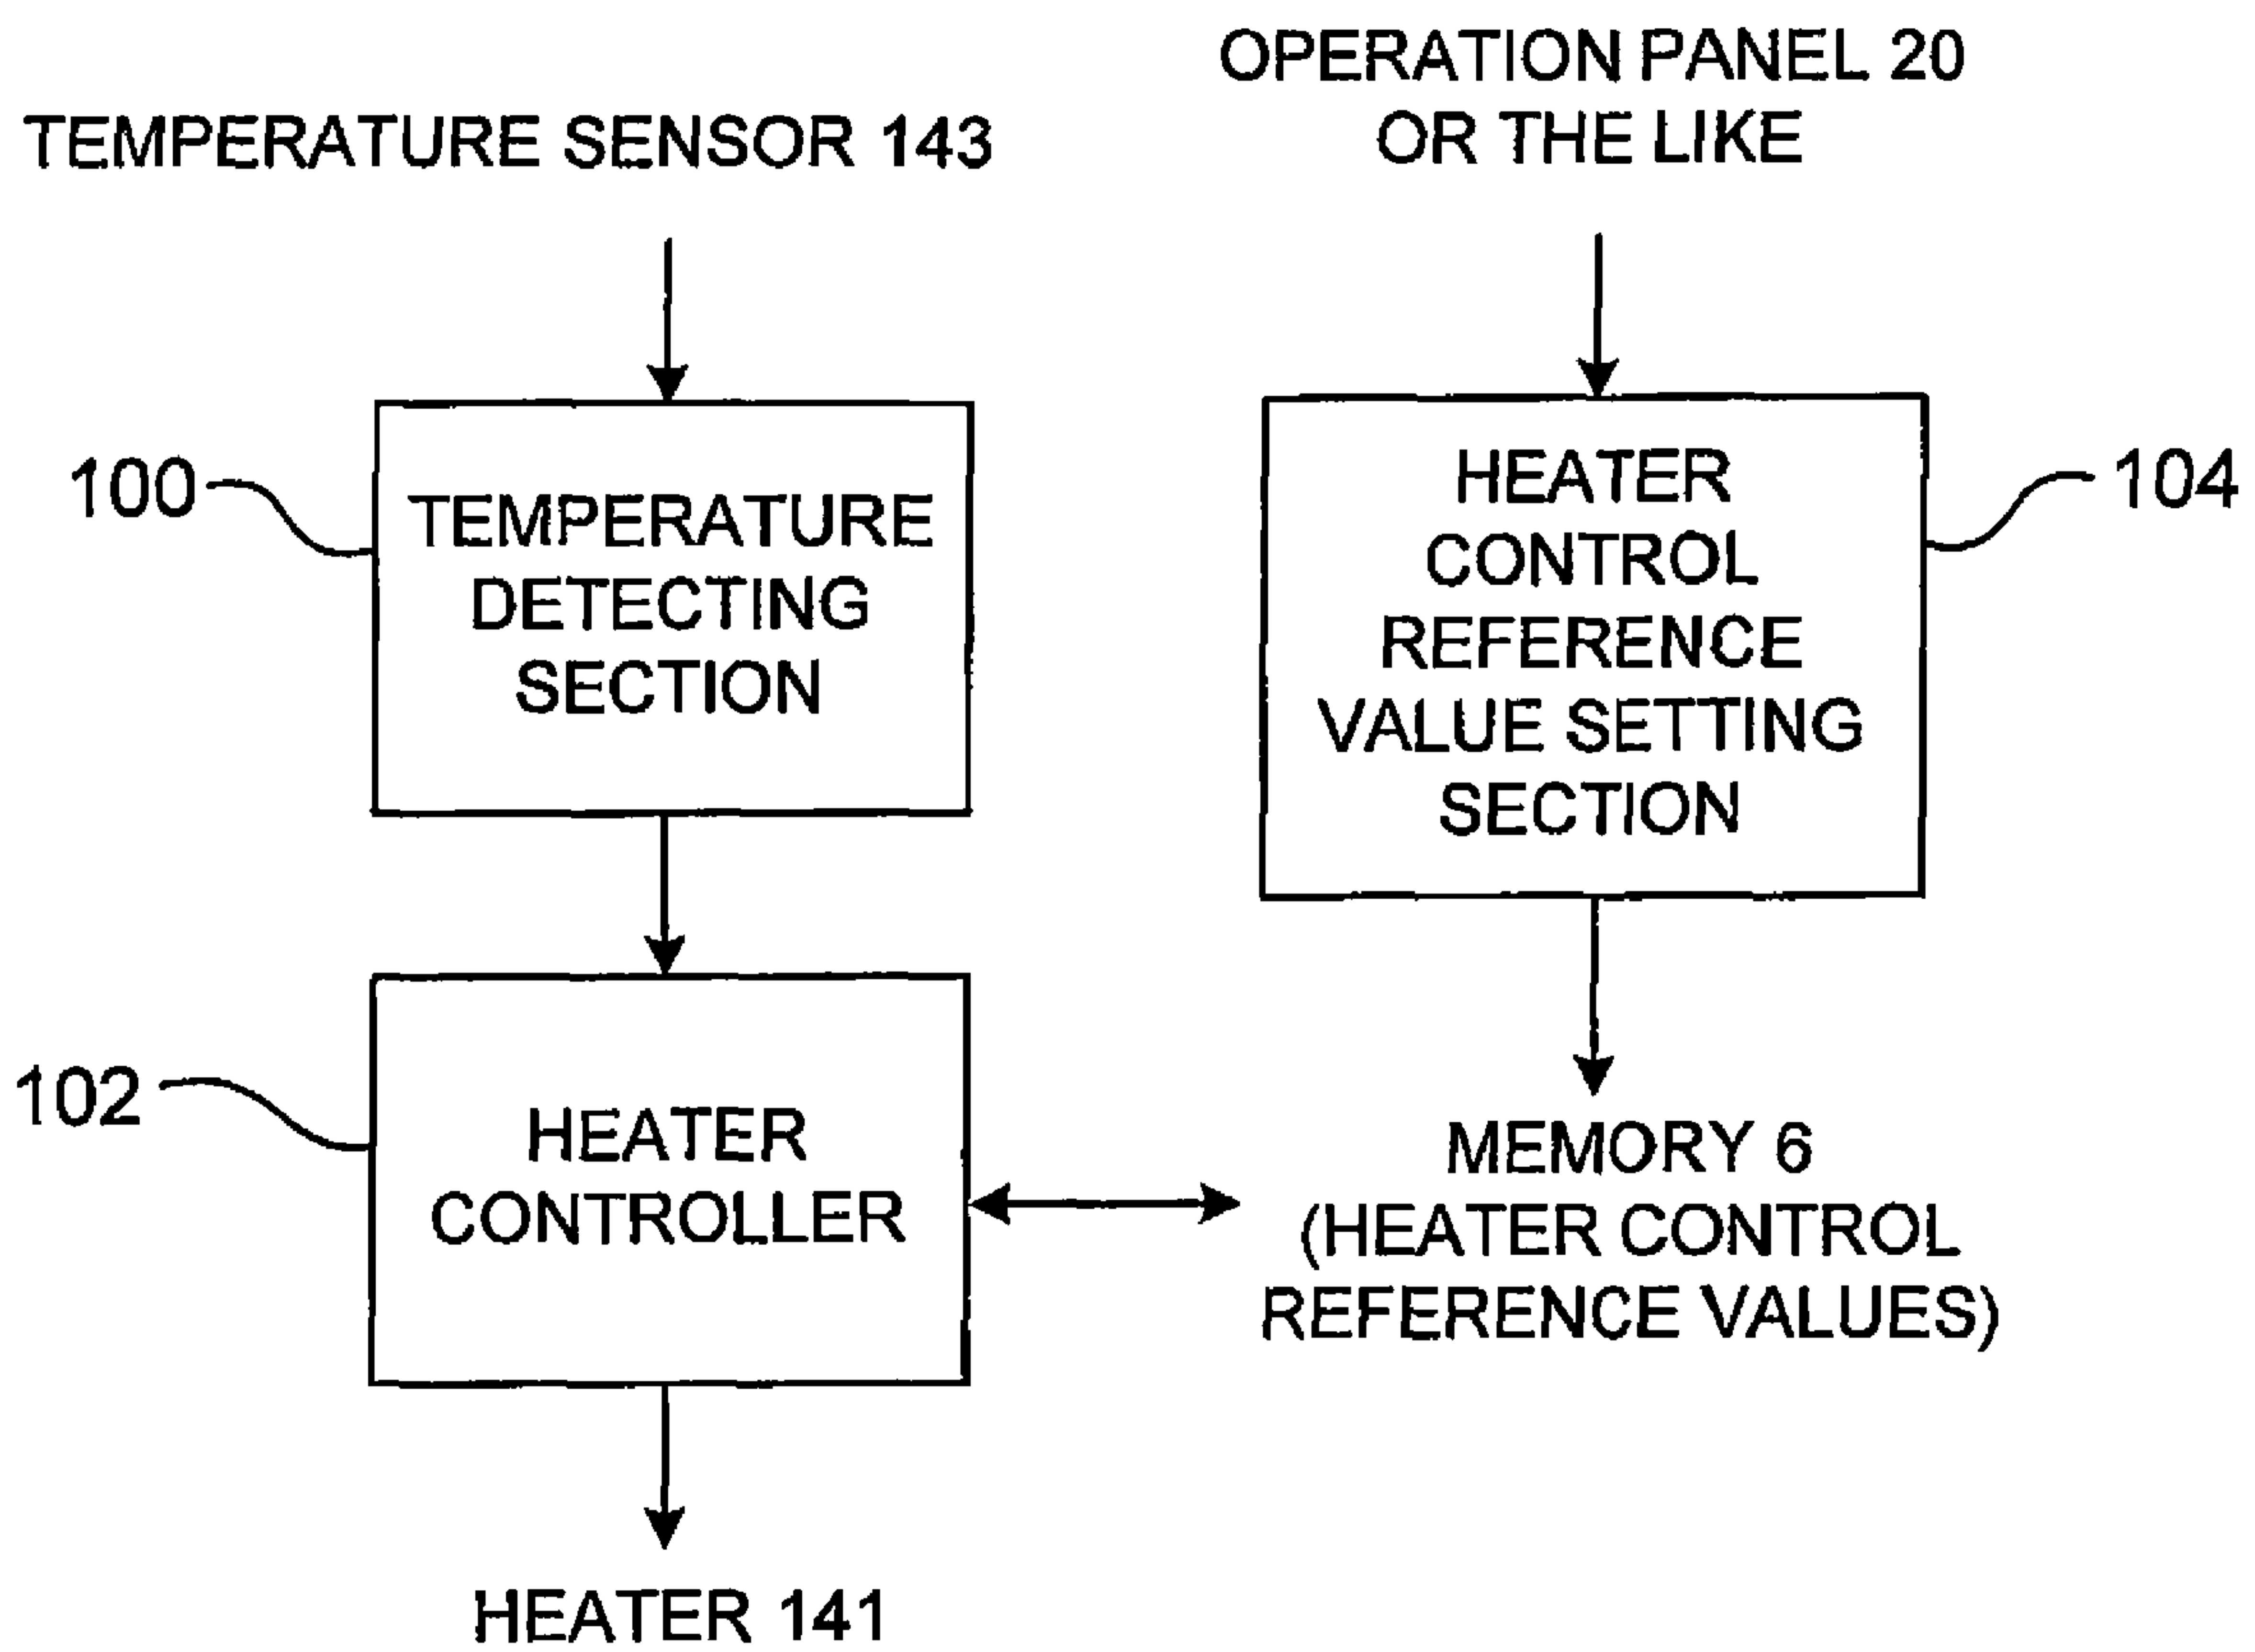 OPERATION PANEL 20
OR THE LIKE
TEMPERATURE SENSOR 143
100
TEMPERATURE
DETECTING
SECTION
HEATER
CONTROL
REFERENCE
VALUE SETTING
SECTION
104
102
HEATER
CONTROLLER
MEMORY 6
(HEATER CONTROL
REFERENCE VALUES)
HEATER 141